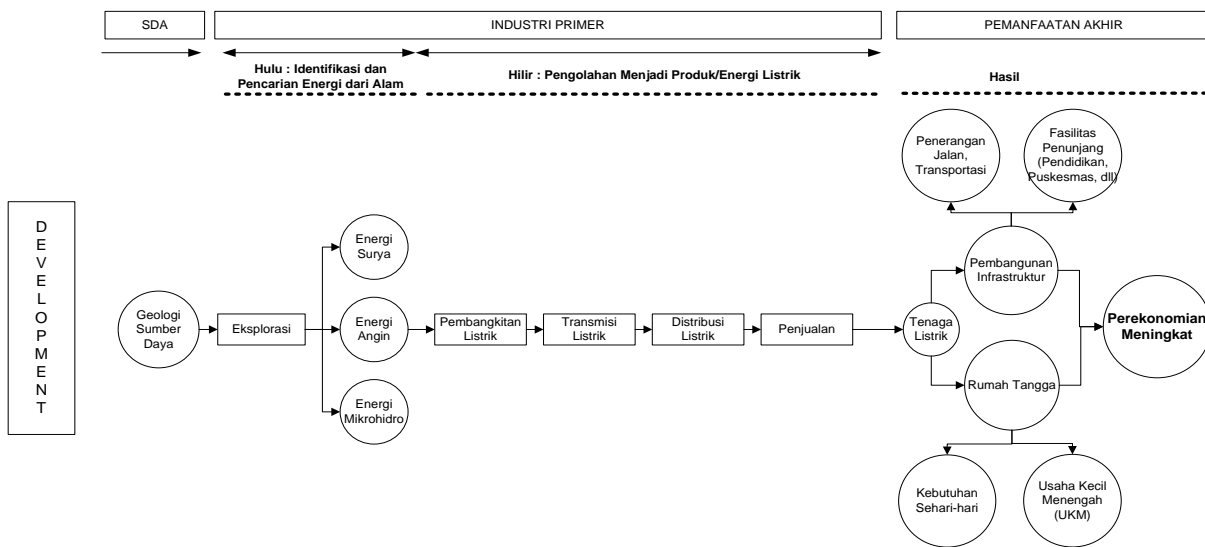 SDA
INDUSTRI PRIMER
PEMANFAATAN AKHIR
Hulu : Identifikasi dan
Pencarian Energi dari Alam
Hilir : Pengolahan Menjadi Produk/Energi Listrik
Hasil
Penerangan
Jalan,
Transportasi
Fasilitas
Penunjang
(Pendidikan,
Puskesmas, dll)
D
E
V
E
L
O
P
M
E
N
T
Energi
Surya
Pembangunan
Infrastruktur
Geologi
Sumber
Daya
Eksplorasi
Energi
Angin
Pembangkitan
Listrik
Transmisi
Listrik
Distribusi
Listrik
Penjualan
Tenaga
Listrik
Perekonomian
Meningkat
Rumah Tangga
Energi
Mikrohidro
Kebutuhan
Sehari-hari
Usaha Kecil
Menengah
(UKM)